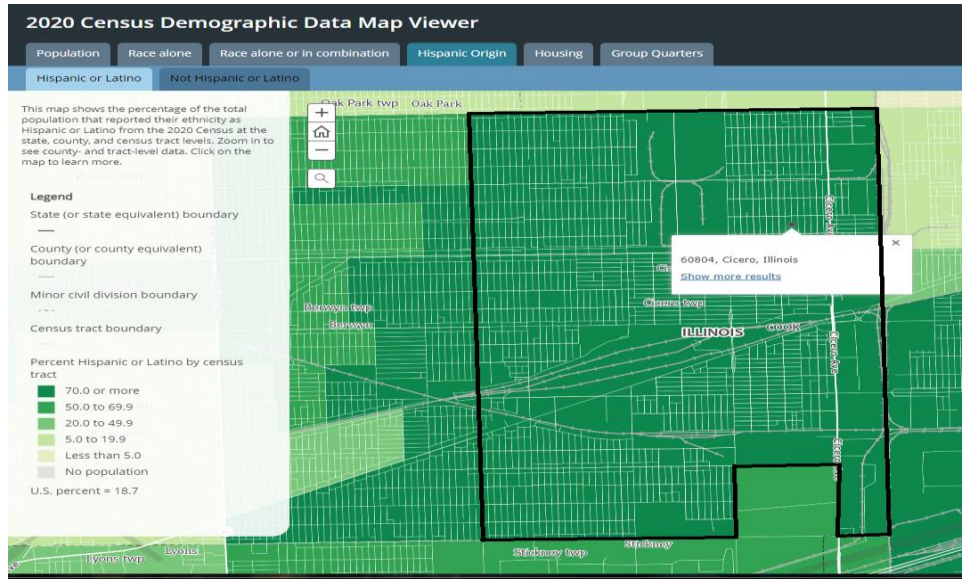 2020 Census Demographic Data Map Viewer
Population
Race alone
Race alone or in combination
Hispanic Origin
Housing
Group Quarters
Hispanic or Latino
Not Hispanic or Latino
This map shows the percentage of the total
population that reported their ethnicity as
Hispanic or Latino from the 2020 Census at the
state, county, and census tract levels. Zoom in to
see county- and tract-level data. Click on the
map to learn more.
Legend
State (or state equivalent) boundary
County (or county equivalent)
boundary
Minor civil division boundary
Census tract boundary
Percent Hispanic or Latino by census
tract
70.0 or more
50.0 to 69.9
20.0 to 49.9
5.0 to 19.9
Less than 5.0
No population
U.S. percent = 18.7
Oak Park twp
Oak Park
Cicero Ave
60804, Cicero, Illinois
Show more results
Cicero twp
Berwyn twp
Berwyn
ILLINOIS
COOK
Cicero Ave
Cicero Ave
Stickney
Stickney twp
Lyons
Lyons twp